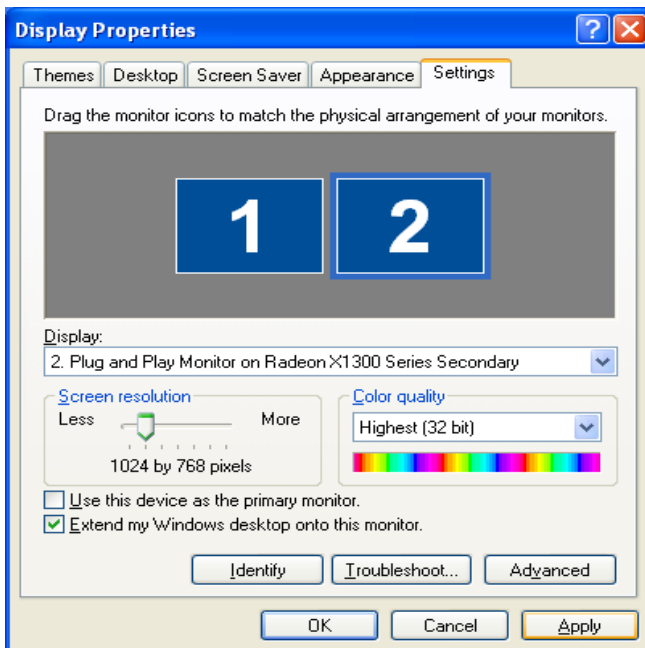 Display Properties
Themes Desktop Screen Saver Appearance Settings
Drag the monitor icons to match the physical arrangement of your monitors.
1 2
Display:
2. Plug and Play Monitor on Radeon X1300 Series Secondary
Screen resolution Color quality
Less More Highest (32 bit)
1024 by 768 pixels
Use this device as the primary monitor.
Extend my Windows desktop onto this monitor.
Identify Troubleshoot... Advanced
OK Cancel Apply